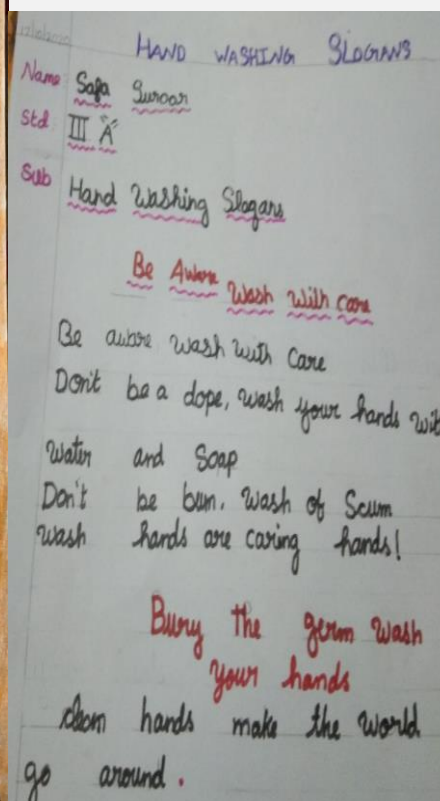 HAND WASHING SLOGANS
Name: Safa
Std III "A"
Sub Hand Washing Slogans
Be Aware Wash With care
Be aware wash with care
Don't be a dope, wash your hands wit
Water and Soap
Don't be bum. wash of Scum
wash hands are caring hands!
Bury the germ wash
your hands
clean hands make the world
go around.